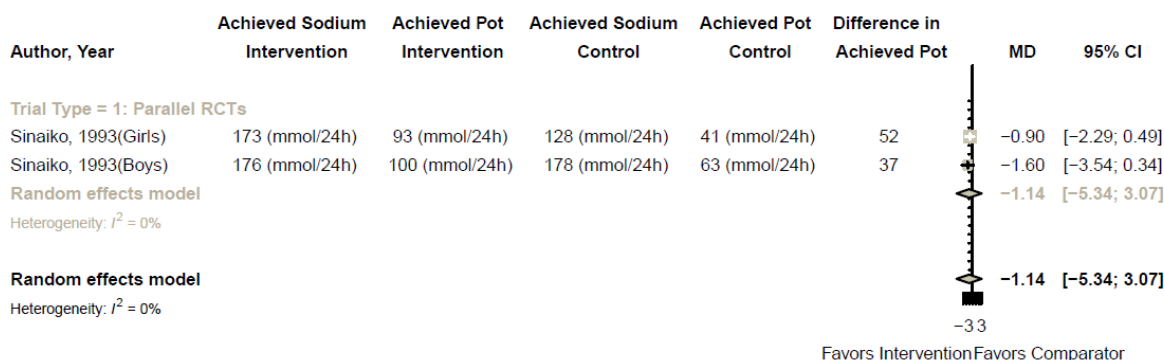 Achieved Sodium Achieved Pot Achieved Sodium Achieved Pot Difference in
Author, Year Intervention Intervention Control Control Achieved Pot MD 95% CI
Trial Type = 1: Parallel RCTs
Sinaiko, 1993(Girls) 173 (mmol/24h) 93 (mmol/24h) 128 (mmol/24h) 41 (mmol/24h) 52 −0.90 [−2.29; 0.49]
Sinaiko, 1993(Boys) 176 (mmol/24h) 100 (mmol/24h) 178 (mmol/24h) 63 (mmol/24h) 37 −1.60 [−3.54; 0.34]
Random effects model −1.14 [−5.34; 3.07]
Heterogeneity: I² = 0%
Random effects model −1.14 [−5.34; 3.07]
Heterogeneity: I² = 0%
−3 3
Favors Intervention Favors Comparator